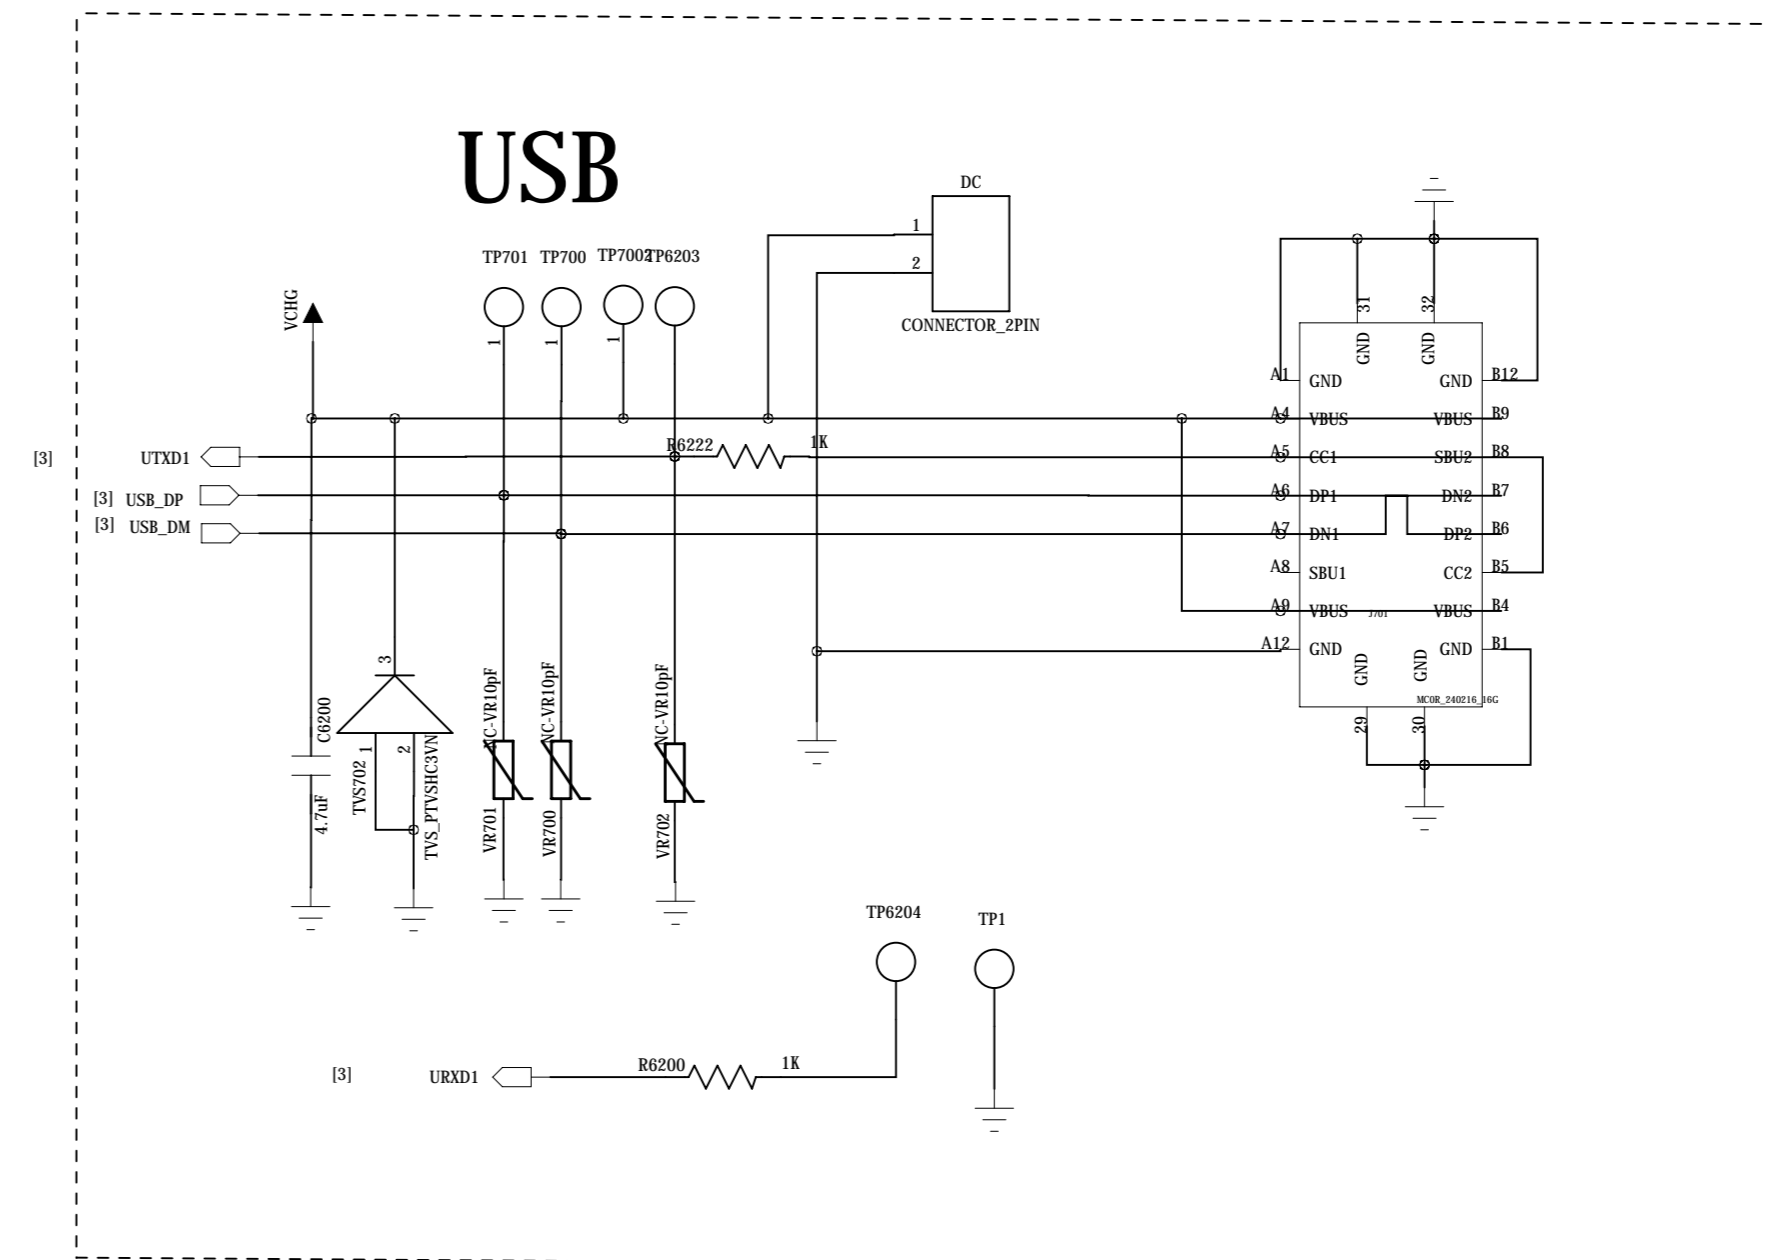 USB
DC
1
2
CONNECTOR_2PIN
TP701
TP700
TP7002
TP6203
VCHG
1
1
1
31
32
GND
GND
A1
GND
GND
B12
A4
VBUS
VBUS
B9
[3]
UTXD1
R6222
1K
A5
CC1
SBU2
B8
[3]
USB_DP
A6
DP1
DN2
B7
[3]
USB_DM
A7
DN1
DP2
B6
A8
SBU1
CC2
B5
A9
VBUS
J701
VBUS
B4
A12
GND
GND
B1
GND
GND
MCOR_240216_16G
29
30
3
C6200
4.7uF
TVS702
1
2
TVS_PTVSHC3VN
NC-VR10pF
VR701
NC-VR10pF
VR700
NC-VR10pF
VR702
TP6204
TP1
[3]
URXD1
R6200
1K